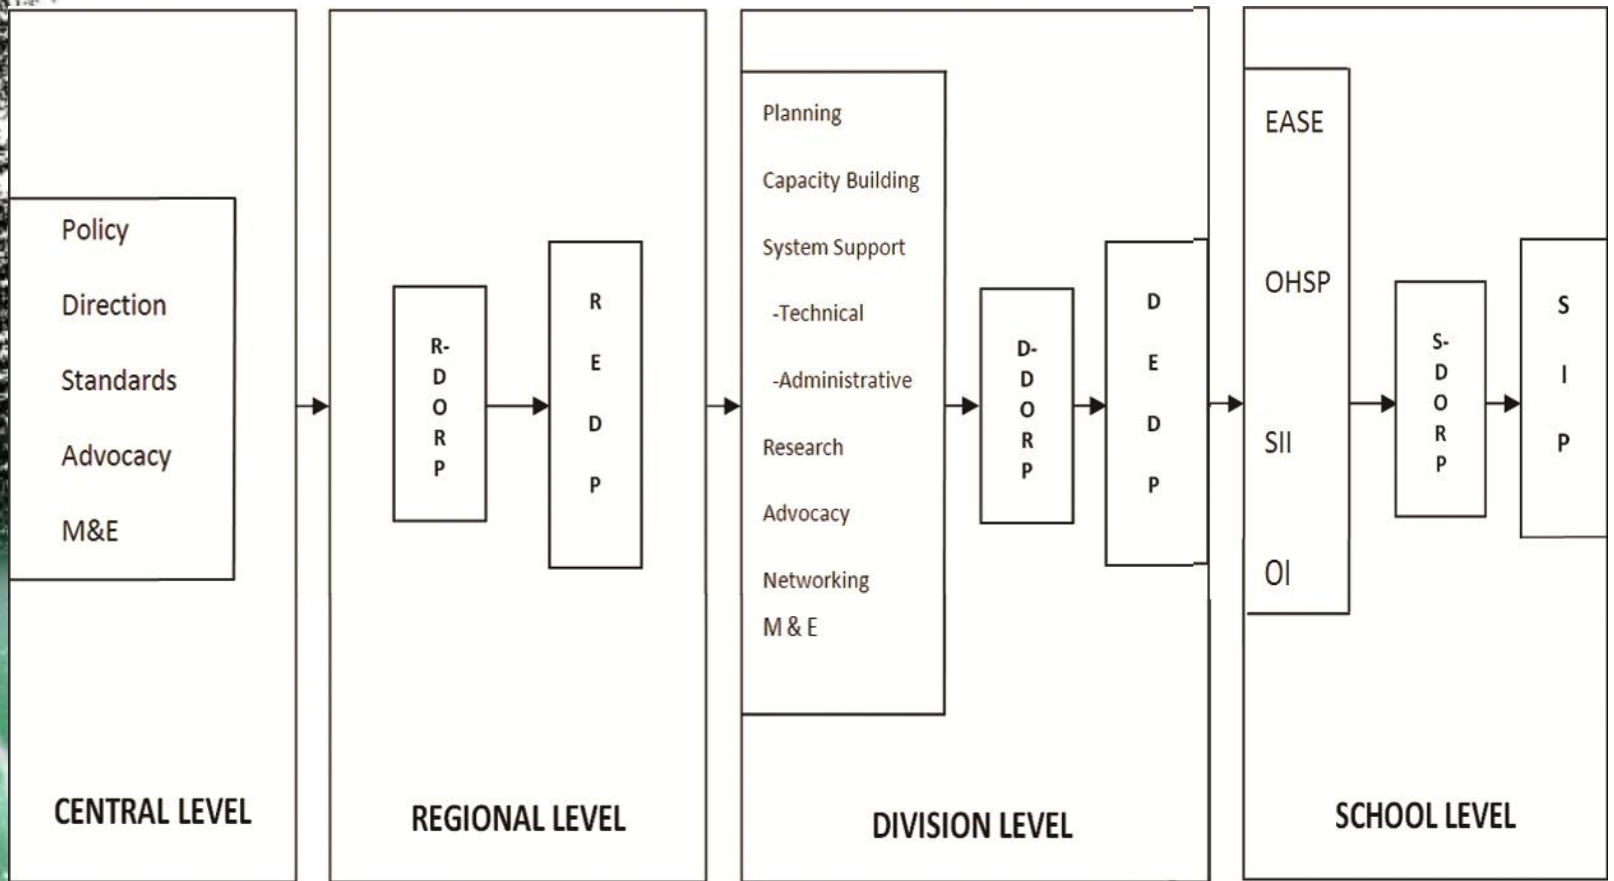 Policy
Direction
Standards
Advocacy
M&E
CENTRAL LEVEL
R-
D
O
R
P
R
E
D
P
REGIONAL LEVEL
Planning
Capacity Building
System Support
-Technical
-Administrative
Research
Advocacy
Networking
M & E
D-
D
O
R
P
D
E
D
P
DIVISION LEVEL
EASE
OHSP
SII
OI
S-
D
O
R
P
S
I
P
SCHOOL LEVEL